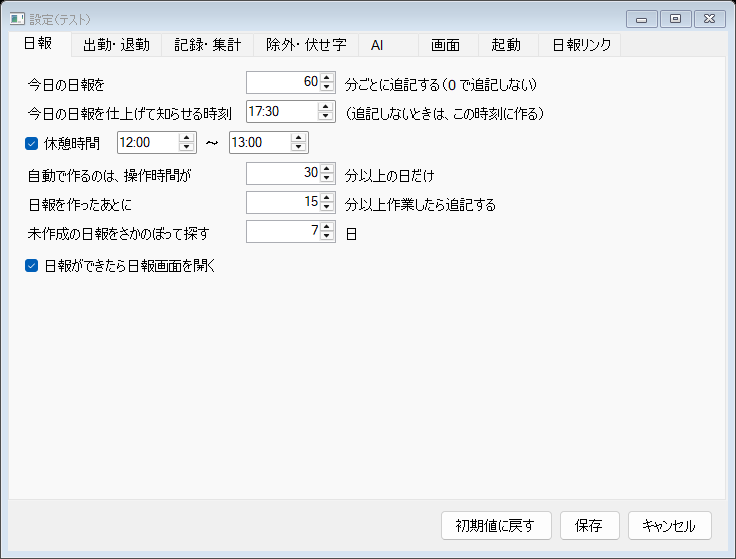 設定(テスト)
日報 出勤・退勤 記録・集計 除外・伏せ字 AI 画面 起動 日報リンク
今日の日報を 60 分ごとに追記する(0 で追記しない)
今日の日報を仕上げて知らせる時刻 17:30 (追記しないときは、この時刻に作る)
休憩時間 12:00 ～ 13:00
自動で作るのは、操作時間が 30 分以上の日だけ
日報を作ったあとに 15 分以上作業したら追記する
未作成の日報をさかのぼって探す 7 日
日報ができたら日報画面を開く
初期値に戻す 保存 キャンセル